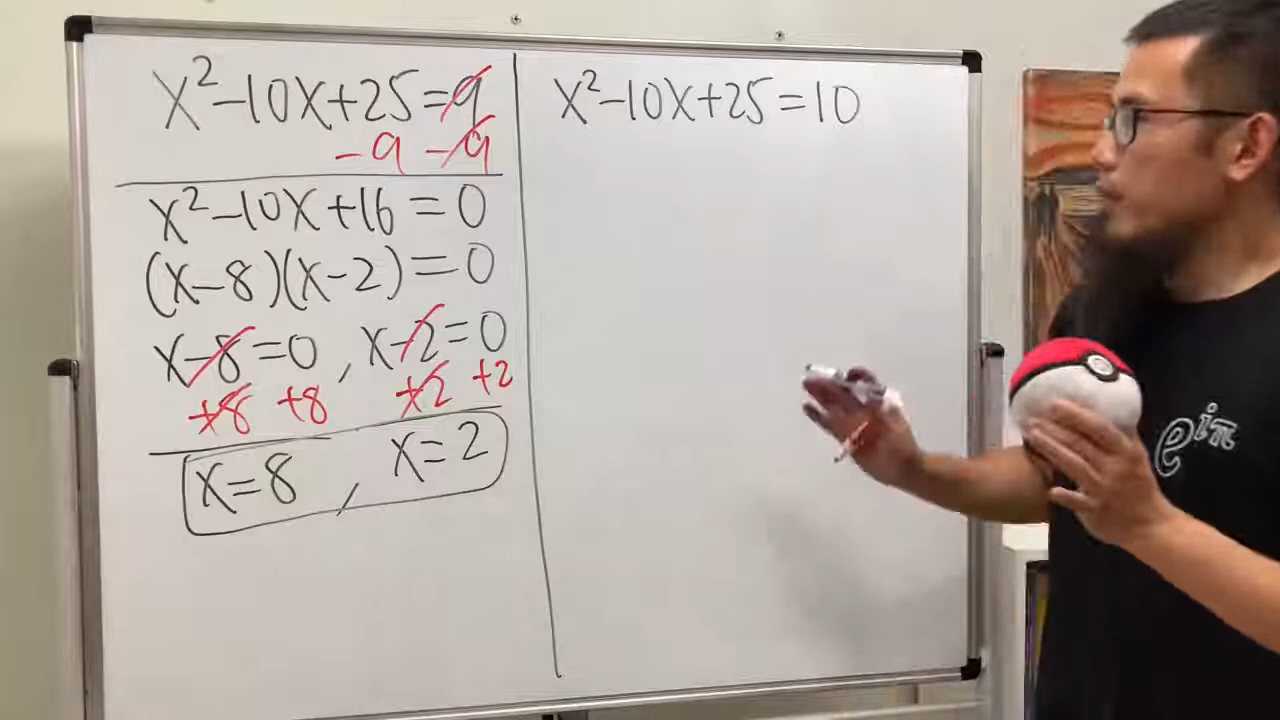 x²-10x+25=9
-9 -9
x²-10x+16=0
(x-8)(x-2)=0
x-8=0, x-2=0
+8 +8 +2 +2
x=8, x=2
x²-10x+25=10
e^iπ